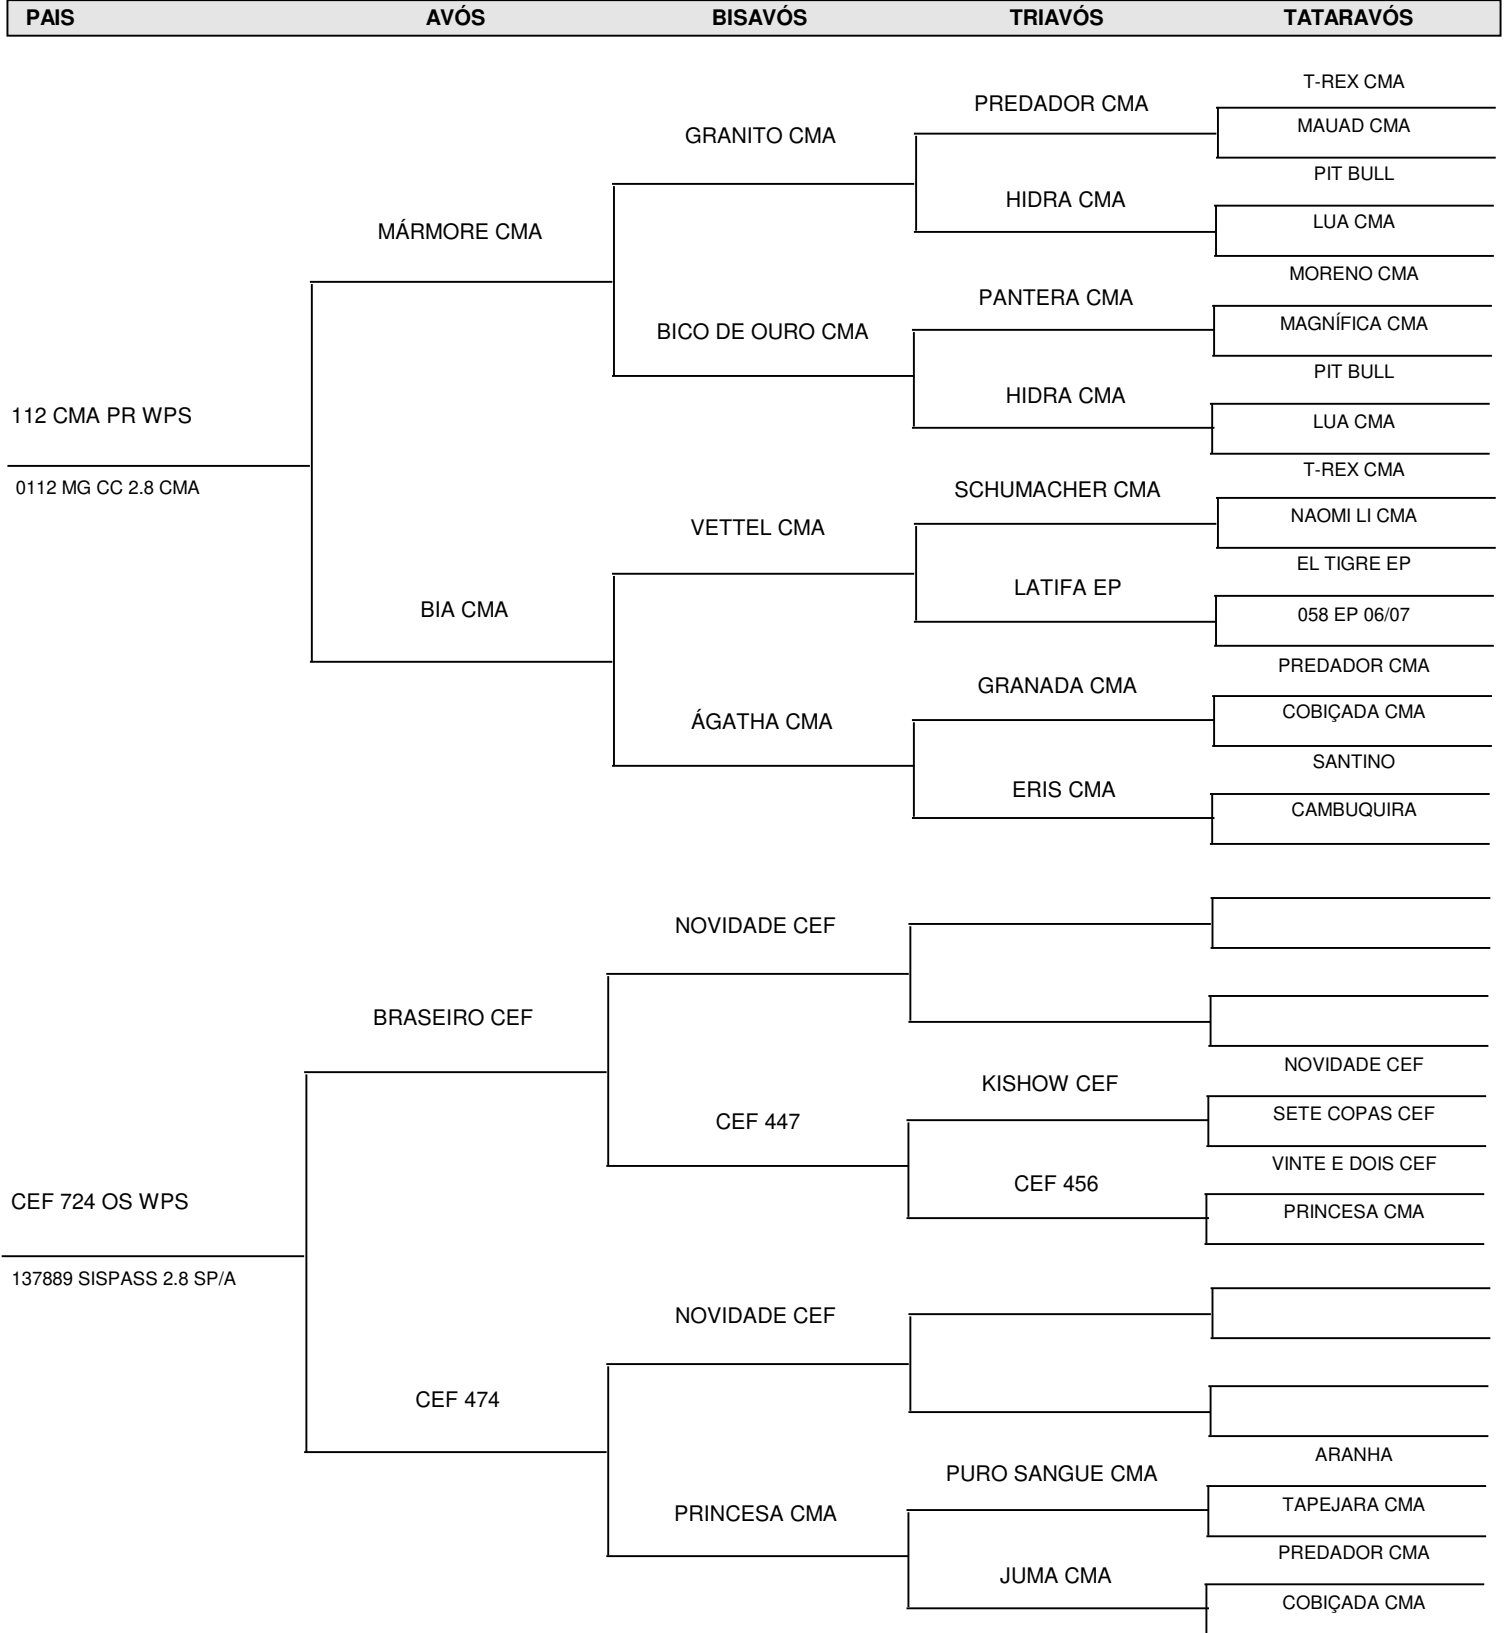 PAIS AVÓS BISAVÓS TRIAVÓS TATARAVÓS
T-REX CMA
PREDADOR CMA
MAUAD CMA
GRANITO CMA
PIT BULL
HIDRA CMA
LUA CMA
MÁRMORE CMA
MORENO CMA
PANTERA CMA
MAGNÍFICA CMA
BICO DE OURO CMA
PIT BULL
HIDRA CMA
112 CMA PR WPS
LUA CMA
T-REX CMA
0112 MG CC 2.8 CMA
SCHUMACHER CMA
NAOMI LI CMA
VETTEL CMA
EL TIGRE EP
LATIFA EP
BIA CMA
058 EP 06/07
PREDADOR CMA
GRANADA CMA
COBIÇADA CMA
ÁGATHA CMA
SANTINO
ERIS CMA
CAMBUQUIRA
NOVIDADE CEF
BRASEIRO CEF
NOVIDADE CEF
KISHOW CEF
SETE COPAS CEF
CEF 447
VINTE E DOIS CEF
CEF 456
CEF 724 OS WPS
PRINCESA CMA
137889 SISPASS 2.8 SP/A
NOVIDADE CEF
CEF 474
ARANHA
PURO SANGUE CMA
TAPEJARA CMA
PRINCESA CMA
PREDADOR CMA
JUMA CMA
COBIÇADA CMA